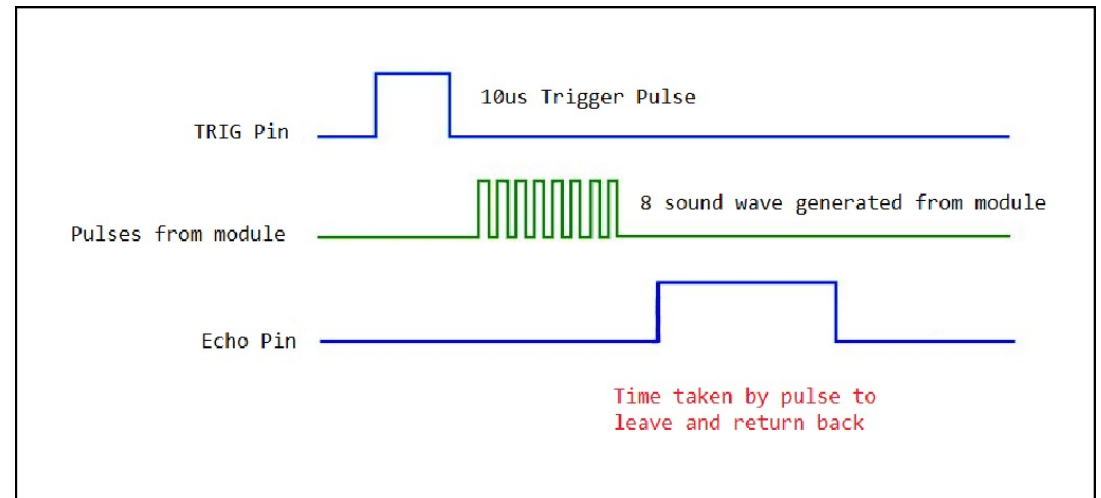 10us Trigger Pulse
TRIG Pin
8 sound wave generated from module
Pulses from module
Echo Pin
Time taken by pulse to
leave and return back